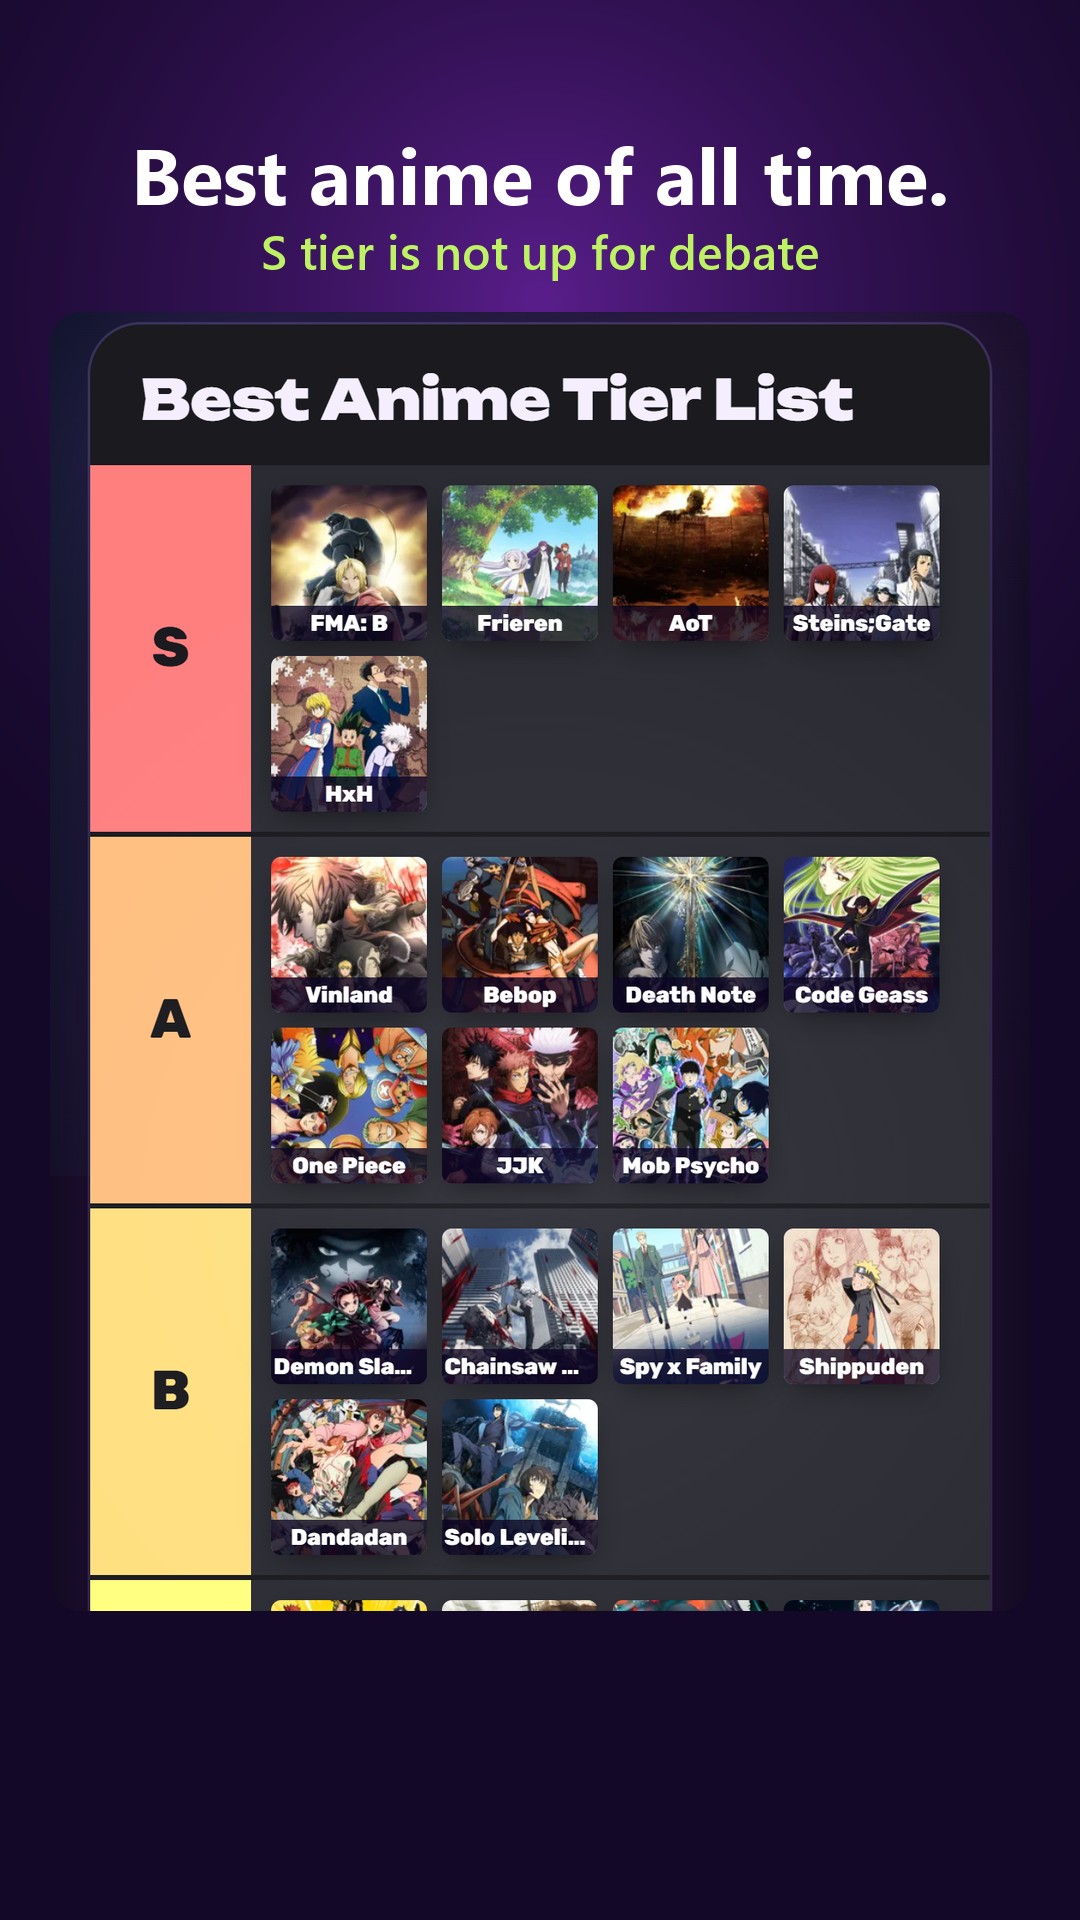 Best anime of all time.
S tier is not up for debate
Best Anime Tier List
S
FMA: B
Frieren
AoT
Steins;Gate
HxH
A
Vinland
Bebop
Death Note
Code Geass
One Piece
JJK
Mob Psycho
B
Demon Sla...
Chainsaw ...
Spy x Family
Shippuden
Dandadan
Solo Leveli...